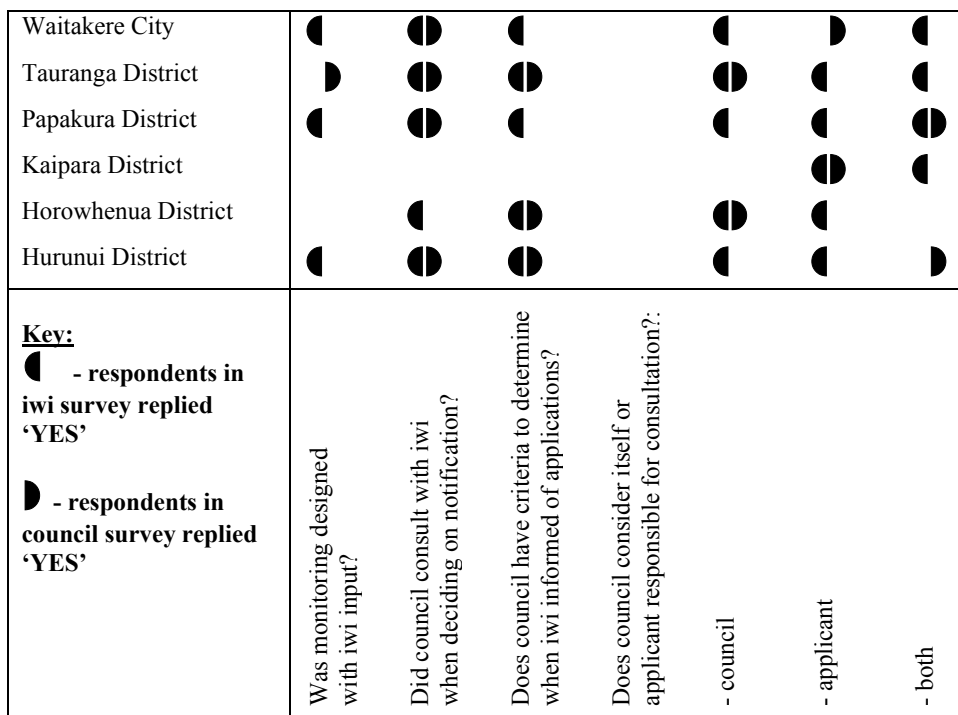 Waitakere City
Tauranga District
Papakura District
Kaipara District
Horowhenua District
Hurunui District
Key:
- respondents in
iwi survey replied
‘YES’
- respondents in
council survey replied
‘YES’
Was monitoring designed
with iwi input?
Did council consult with iwi
when deciding on notification?
Does council have criteria to determine
when iwi informed of applications?
Does council consider itself or
applicant responsible for consultation?:
- council
- applicant
- both